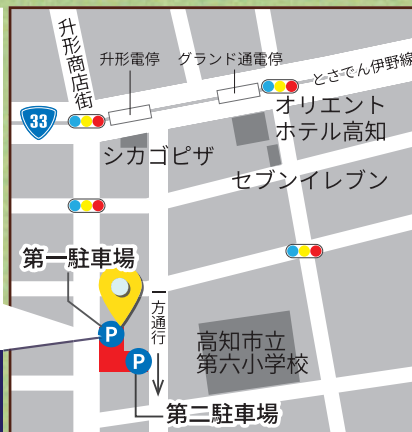 升形商店街
升形電停
グランド通電停
とさでん伊野線
33
オリエント
ホテル高知
シカゴピザ
セブンイレブン
第一駐車場
P
一方通行
高知市立
第六小学校
P
第二駐車場